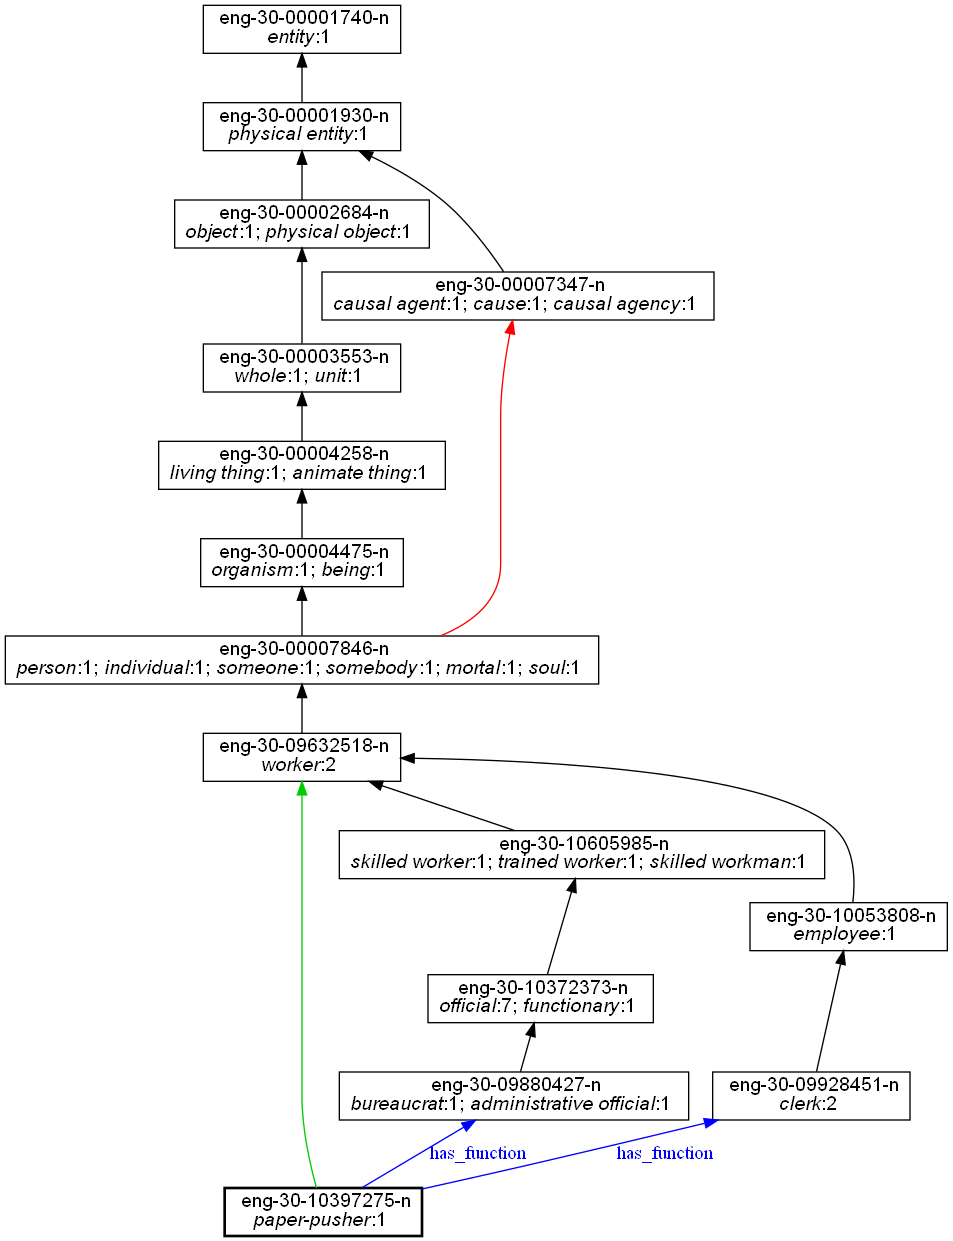 eng-30-00001740-n
entity:1
eng-30-00001930-n
physical entity:1
eng-30-00002684-n
object:1; physical object:1
eng-30-00007347-n
causal agent:1; cause:1; causal agency:1
eng-30-00003553-n
whole:1; unit:1
eng-30-00004258-n
living thing:1; animate thing:1
eng-30-00004475-n
organism:1; being:1
eng-30-00007846-n
person:1; individual:1; someone:1; somebody:1; mortal:1; soul:1
eng-30-09632518-n
worker:2
eng-30-10605985-n
skilled worker:1; trained worker:1; skilled workman:1
eng-30-10053808-n
employee:1
eng-30-10372373-n
official:7; functionary:1
eng-30-09880427-n
bureaucrat:1; administrative official:1
eng-30-09928451-n
clerk:2
has_function
has_function
eng-30-10397275-n
paper-pusher:1